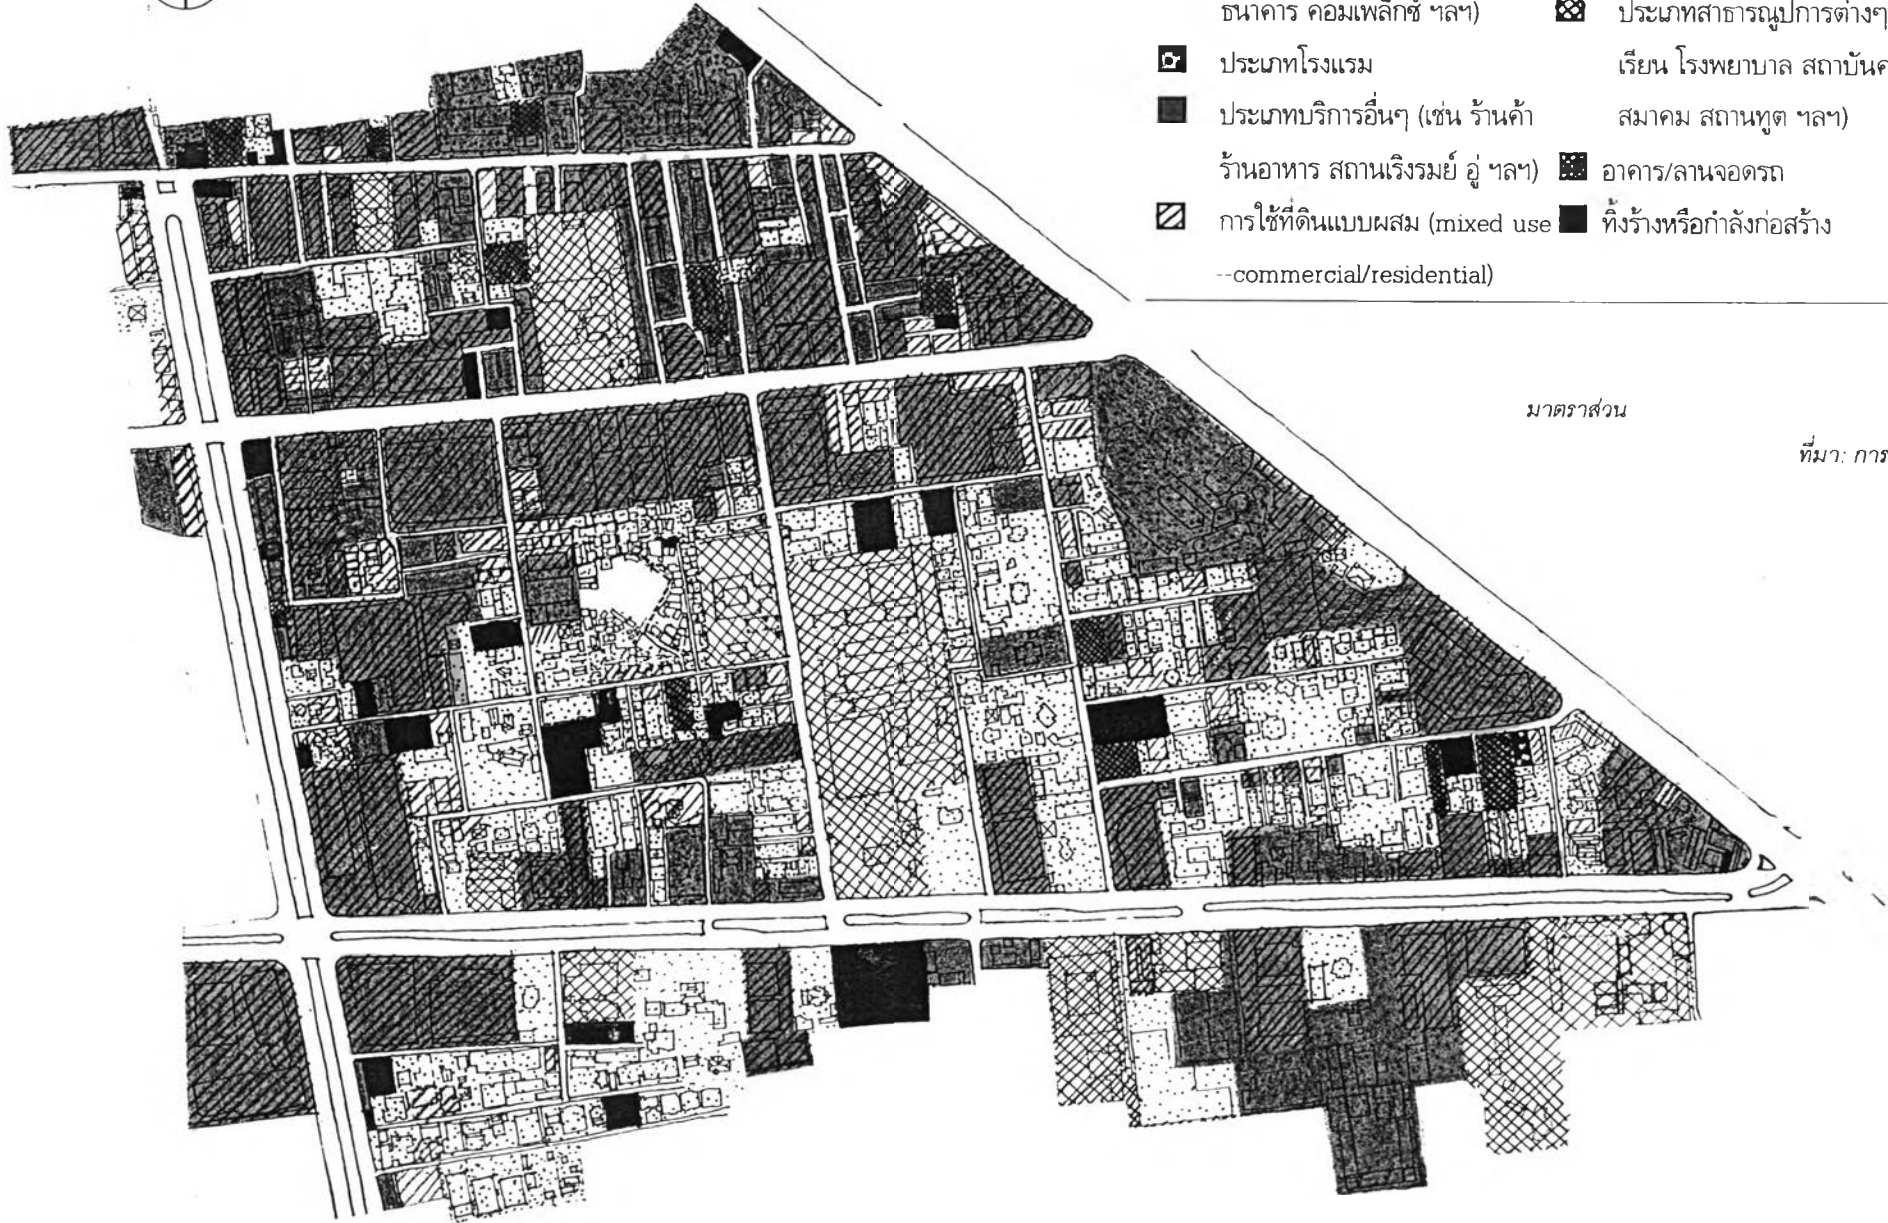 ธนาคาร คอมเพล็กซ์ ฯลฯ)
ประเภทโรงแรม
ประเภทบริการอื่นๆ (เช่น ร้านค้า
ร้านอาหาร สถานเริงรมย์ อู่ ฯลฯ)
การใช้ที่ดินแบบผสม (mixed use
--commercial/residential)
ประเภทสาธารณูปการต่างๆ
เรียน โรงพยาบาล สถาบัน
สมาคม สถานทูต ฯลฯ)
อาคาร/ลานจอดรถ
ทิ้งร้างหรือกำลังก่อสร้าง
มาตราส่วน
ที่มา: การ